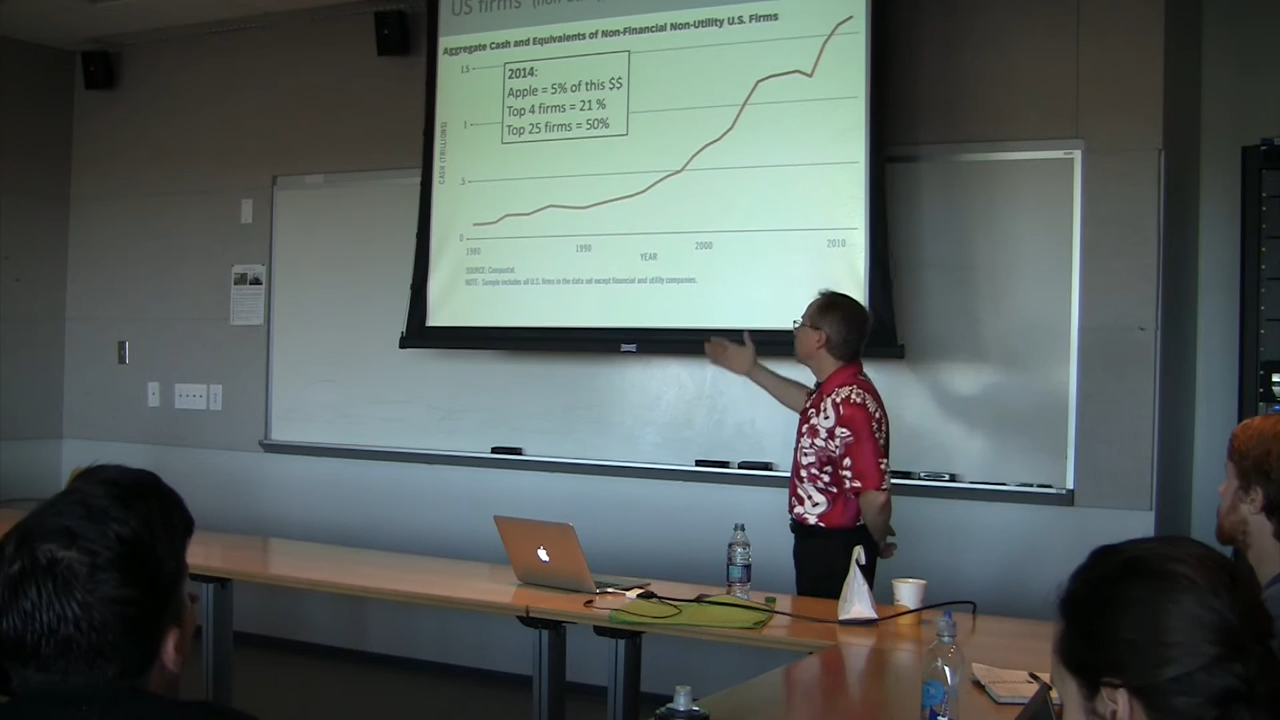 US firms
Aggregate Cash and Equivalents of Non-Financial Non-Utility U.S. Firms
1.5
2014:
Apple = 5% of this $$
Top 4 firms = 21 %
Top 25 firms = 50%
1
CASH (TRILLIONS)
.5
0
1980
1990
2000
2010
YEAR
SOURCE: Compustat.
NOTE: Sample includes all U.S. firms in the data set except financial and utility companies.